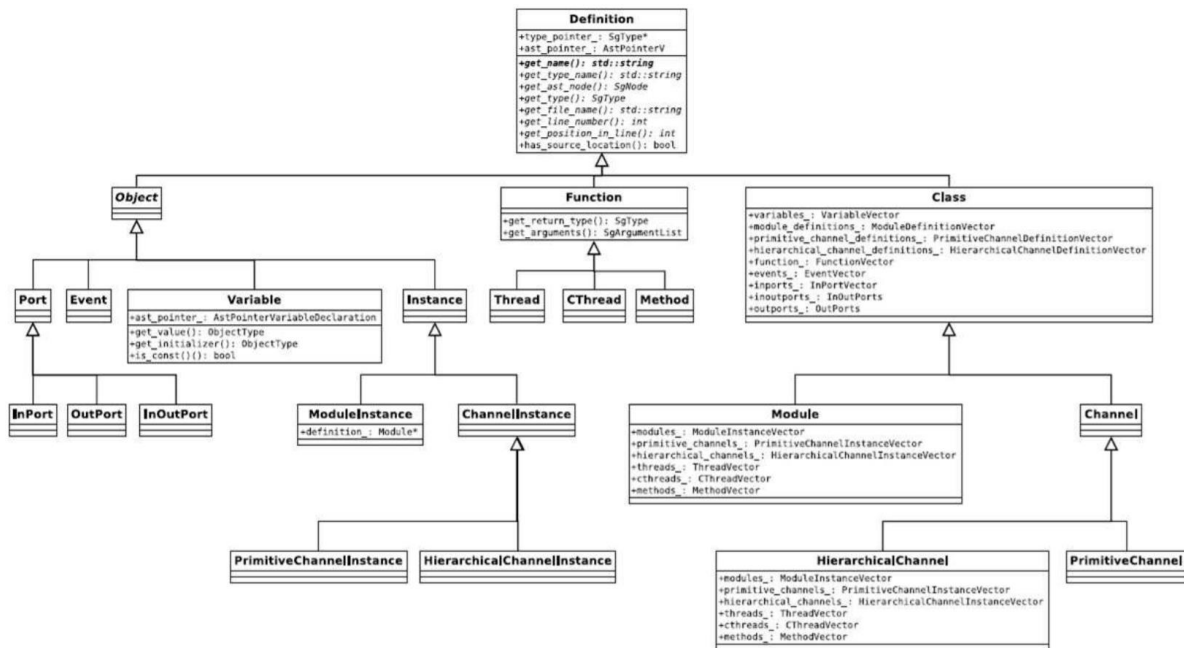 Definition
+type_pointer_: SgType*
+ast_pointer_: AstPointerV
+get_name(): std::string
+get_type_name(): std::string
+get_ast_node(): SgNode
+get_type(): SgType
+get_file_name(): std::string
+get_line_number(): int
+get_position_in_line(): int
+has_source_location(): bool
Object
Function
+get_return_type(): SgType
+get_arguments(): SgArgumentList
Class
+variables_: VariableVector
+module_definitions_: ModuleDefinitionVector
+primitive_channel_definitions_: PrimitiveChannelDefinitionVector
+hierarchical_channel_definitions_: HierarchicalChannelDefinitionVector
+function_: FunctionVector
+events_: EventVector
+inports_: InPortVector
+inoutports_: InOutPorts
+outports_: OutPorts
Port
Event
Variable
+ast_pointer_: AstPointerVariableDeclaration
+get_value(): ObjectType
+get_initializer(): ObjectType
+is_const()(): bool
Instance
Thread
CThread
Method
InPort
OutPort
InOutPort
ModuleInstance
+definition_: Module*
ChannelInstance
Module
+modules_: ModuleInstanceVector
+primitive_channels_: PrimitiveChannelInstanceVector
+hierarchical_channels_: HierarchicalChannelInstanceVector
+threads_: ThreadVector
+cthreads_: CThreadVector
+methods_: MethodVector
Channel
PrimitiveChannelInstance
HierarchicalChannelInstance
HierarchicalChannel
+modules_: ModuleInstanceVector
+primitive_channels_: PrimitiveChannelInstanceVector
+hierarchical_channels_: HierarchicalChannelInstanceVector
+threads_: ThreadVector
+cthreads_: CThreadVector
+methods_: MethodVector
PrimitiveChannel